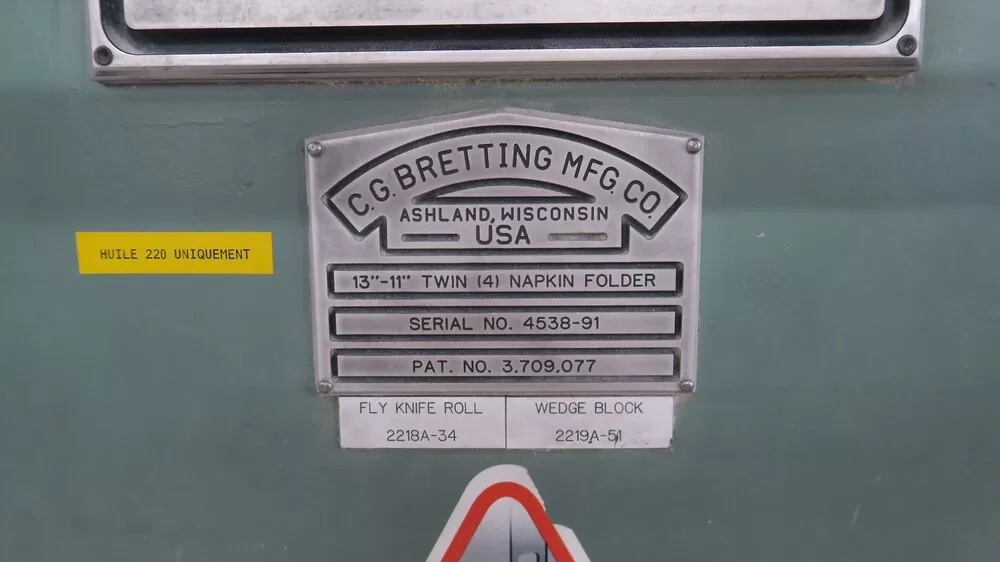 C.G. BRETTING MFG. CO.
ASHLAND, WISCONSIN
USA
HUILE 220 UNIQUEMENT
13"-11" TWIN (4) NAPKIN FOLDER
SERIAL NO. 4538-91
PAT. NO. 3,709,077
FLY KNIFE ROLL
2218A-34
WEDGE BLOCK
2219A-51